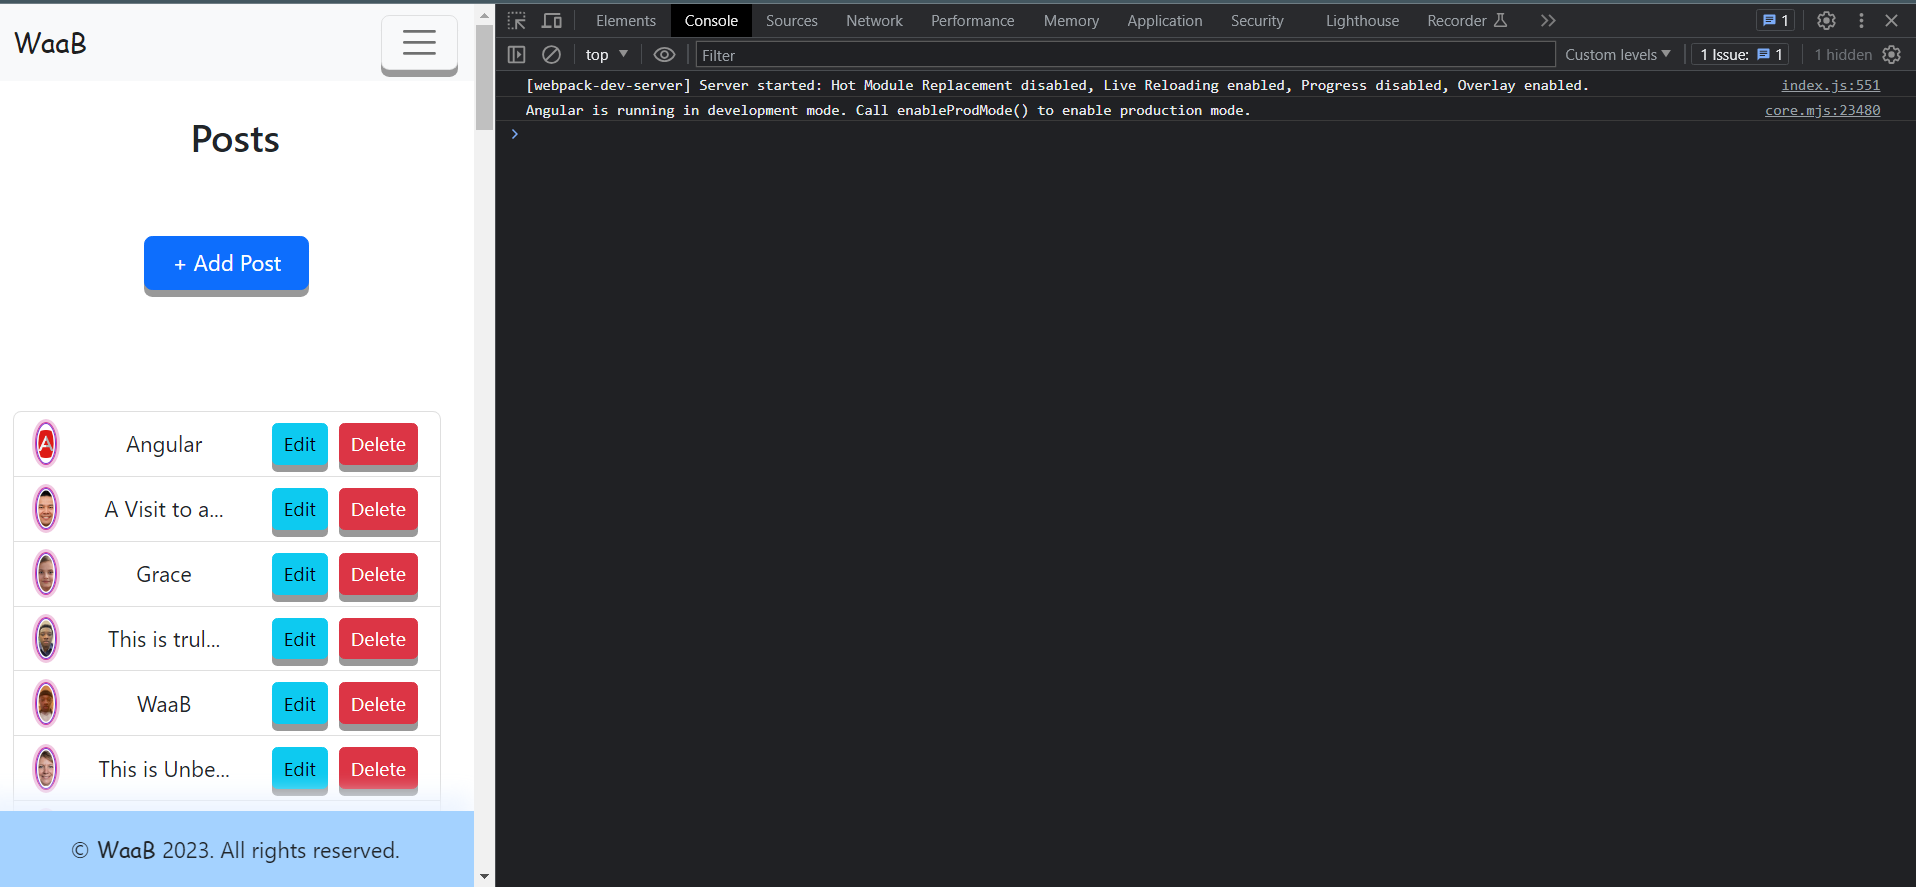 WaaB
Posts
+ Add Post
Angular Edit Delete
A Visit to a... Edit Delete
Grace Edit Delete
This is trul... Edit Delete
WaaB Edit Delete
This is Unbe... Edit Delete
© WaaB 2023. All rights reserved.
Elements Console Sources Network Performance Memory Application Security Lighthouse Recorder 1
top Filter Custom levels 1 Issue: 1 1 hidden
[webpack-dev-server] Server started: Hot Module Replacement disabled, Live Reloading enabled, Progress disabled, Overlay enabled. index.js:551
Angular is running in development mode. Call enableProdMode() to enable production mode. core.mjs:23480